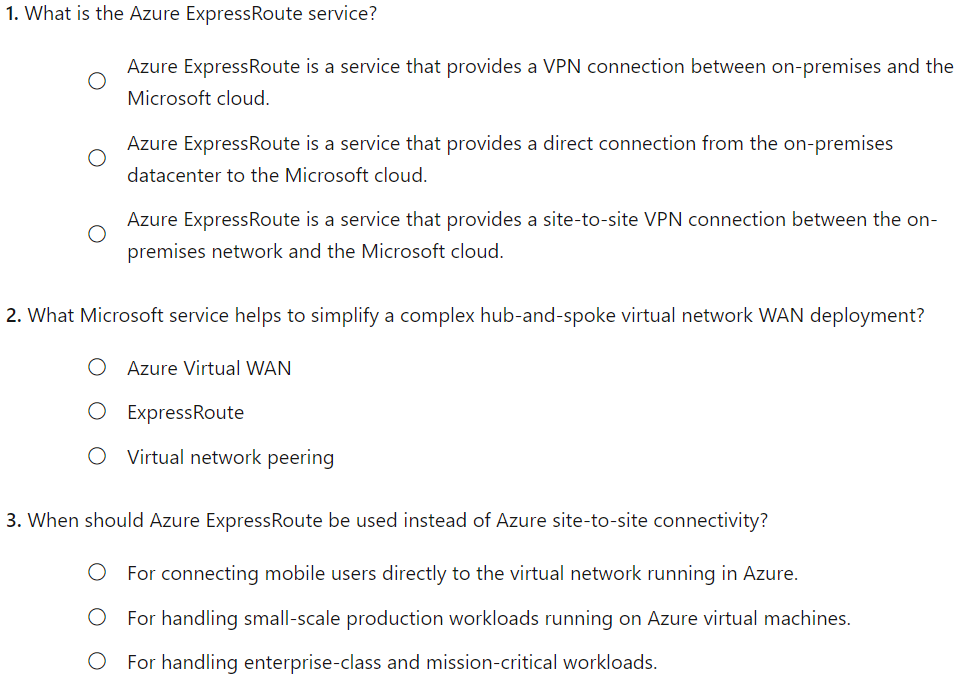 1. What is the Azure ExpressRoute service?
Azure ExpressRoute is a service that provides a VPN connection between on-premises and the
Microsoft cloud.
Azure ExpressRoute is a service that provides a direct connection from the on-premises
datacenter to the Microsoft cloud.
Azure ExpressRoute is a service that provides a site-to-site VPN connection between the on-
premises network and the Microsoft cloud.
2. What Microsoft service helps to simplify a complex hub-and-spoke virtual network WAN deployment?
Azure Virtual WAN
ExpressRoute
Virtual network peering
3. When should Azure ExpressRoute be used instead of Azure site-to-site connectivity?
For connecting mobile users directly to the virtual network running in Azure.
For handling small-scale production workloads running on Azure virtual machines.
For handling enterprise-class and mission-critical workloads.